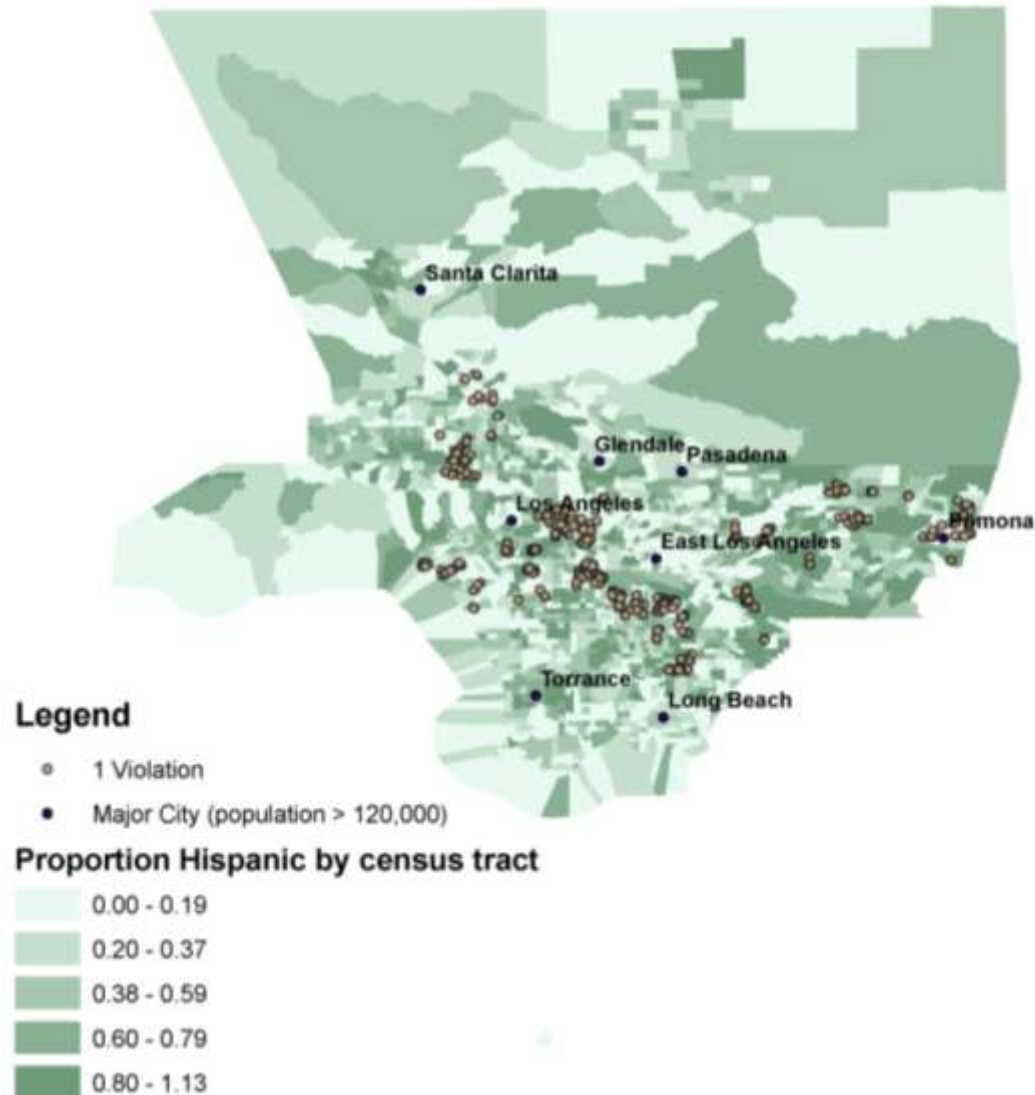 Santa Clarita
Glendale
Pasadena
Los Angeles
Pomona
East Los Angeles
Torrance
Long Beach
Legend
1 Violation
Major City (population > 120,000)
Proportion Hispanic by census tract
0.00 - 0.19
0.20 - 0.37
0.38 - 0.59
0.60 - 0.79
0.80 - 1.13